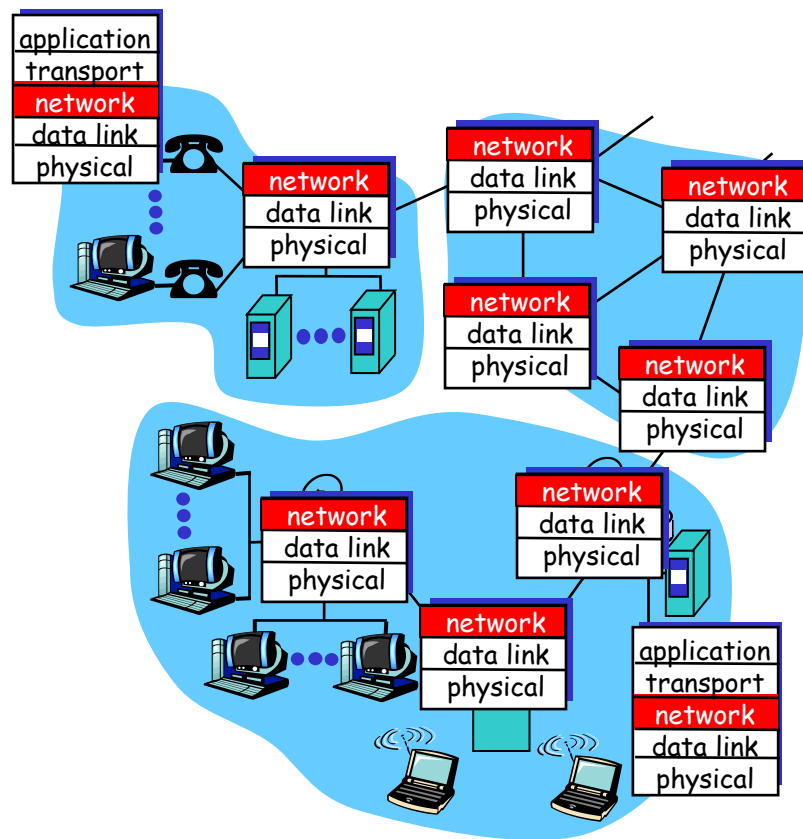 application
transport
network
data link
physical
network
data link
physical
network
data link
physical
network
data link
physical
network
data link
physical
network
data link
physical
network
data link
physical
network
data link
physical
network
data link
physical
application
transport
network
data link
physical